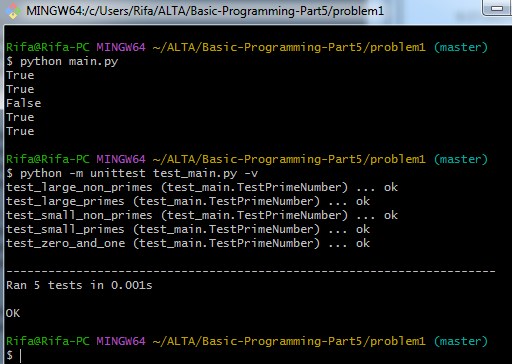 MINGW64:/c/Users/Rifa/ALTA/Basic-Programming-Part5/problem1
Rifa@Rifa-PC MINGW64 ~/ALTA/Basic-Programming-Part5/problem1 (master)
$ python main.py
True
True
False
True
True
Rifa@Rifa-PC MINGW64 ~/ALTA/Basic-Programming-Part5/problem1 (master)
$ python -m unittest test_main.py -v
test_large_non_primes (test_main.TestPrimeNumber) ... ok
test_large_primes (test_main.TestPrimeNumber) ... ok
test_small_non_primes (test_main.TestPrimeNumber) ... ok
test_small_primes (test_main.TestPrimeNumber) ... ok
test_zero_and_one (test_main.TestPrimeNumber) ... ok
----------------------------------------------------------------------
Ran 5 tests in 0.001s
OK
Rifa@Rifa-PC MINGW64 ~/ALTA/Basic-Programming-Part5/problem1 (master)
$